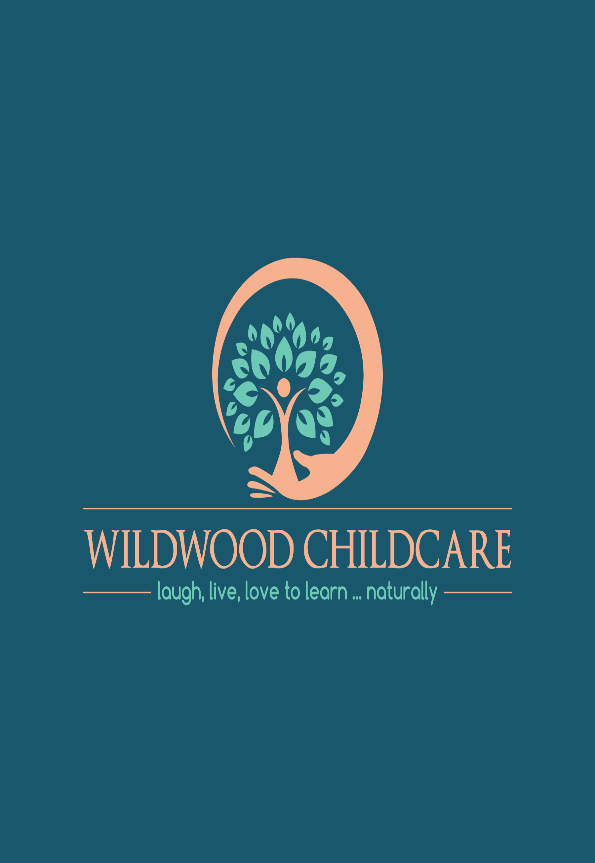 WILDWOOD CHILDCARE
laugh, live, love to learn ... naturally